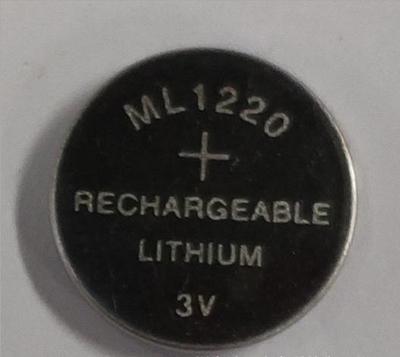 ML1220
+
RECHARGEABLE
LITHIUM
3V